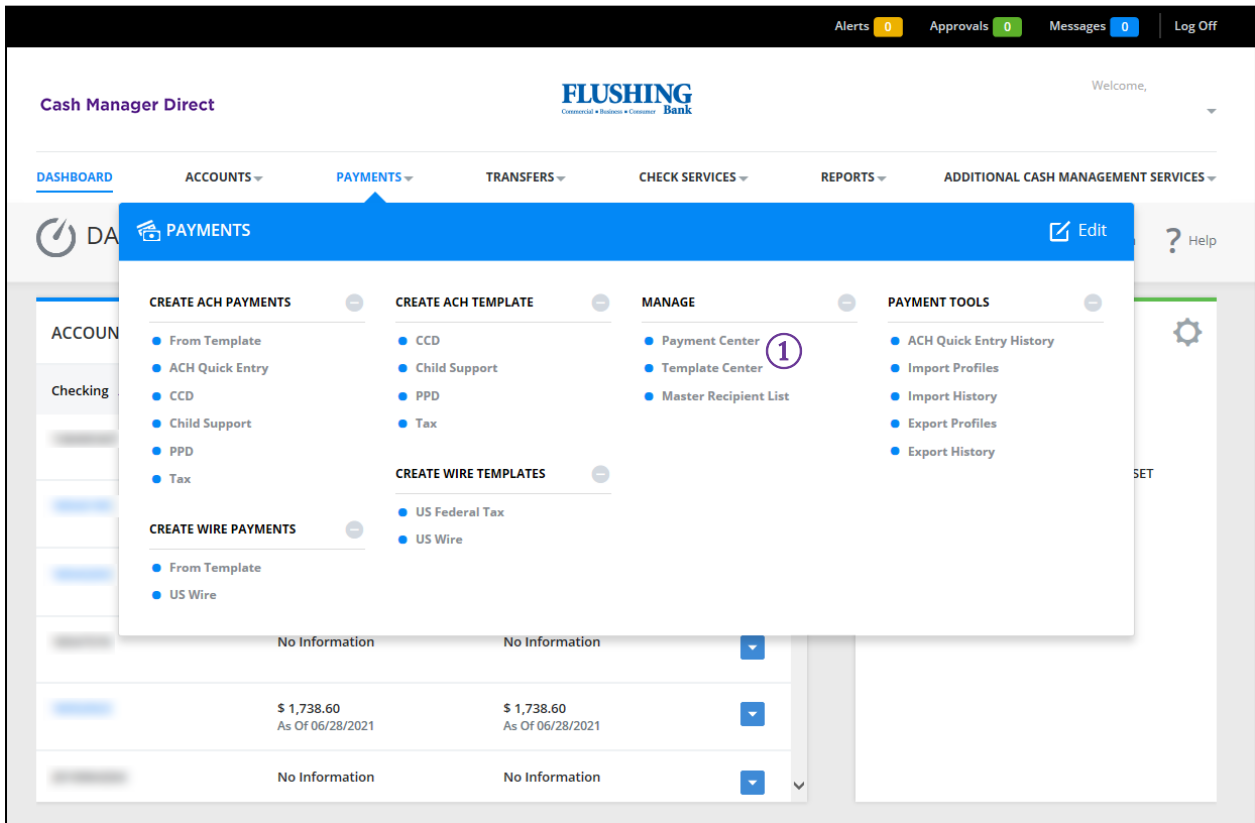 Alerts 0 Approvals 0 Messages 0 Log Off
Cash Manager Direct
FLUSHING
Commercial • Business • Consumer Bank
Welcome,
DASHBOARD ACCOUNTS PAYMENTS TRANSFERS CHECK SERVICES REPORTS ADDITIONAL CASH MANAGEMENT SERVICES
DA
PAYMENTS Edit
? Help
CREATE ACH PAYMENTS
From Template
ACH Quick Entry
CCD
Child Support
PPD
Tax
CREATE WIRE PAYMENTS
From Template
US Wire
CREATE ACH TEMPLATE
CCD
Child Support
PPD
Tax
CREATE WIRE TEMPLATES
US Federal Tax
US Wire
MANAGE
Payment Center
Template Center
①
Master Recipient List
PAYMENT TOOLS
ACH Quick Entry History
Import Profiles
Import History
Export Profiles
Export History
ACCOUN
Checking
SET
No Information No Information
$ 1,738.60 $ 1,738.60
As Of 06/28/2021 As Of 06/28/2021
No Information No Information